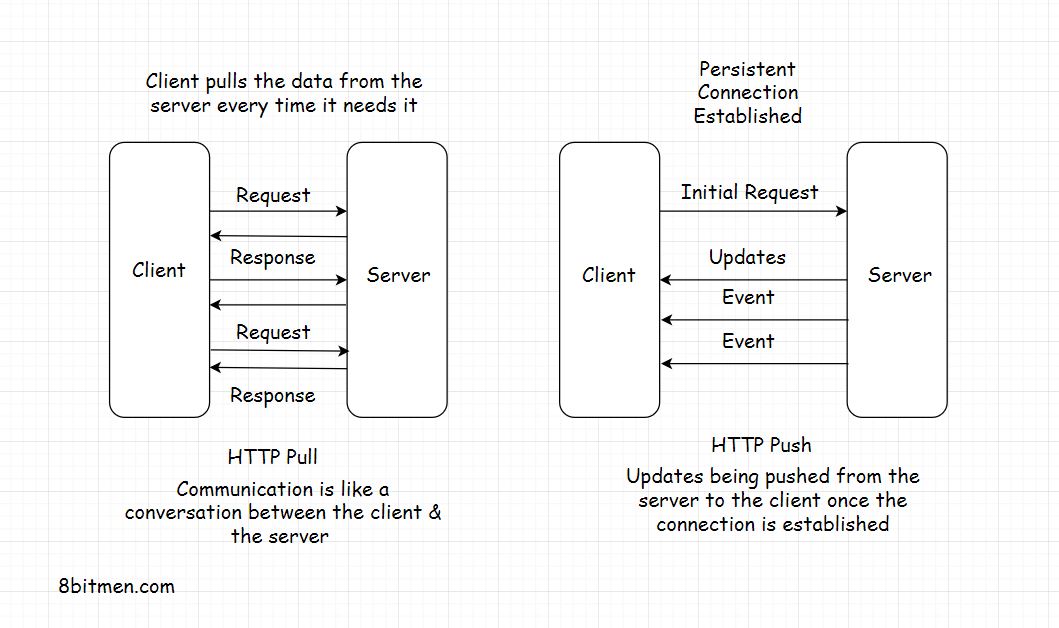 Client pulls the data from the
server every time it needs it
Client
Request
Response
Request
Response
Server
HTTP Pull
Communication is like a
conversation between the client &
the server
Persistent
Connection
Established
Client
Initial Request
Updates
Event
Event
Server
HTTP Push
Updates being pushed from the
server to the client once the
connection is established
8bitmen.com